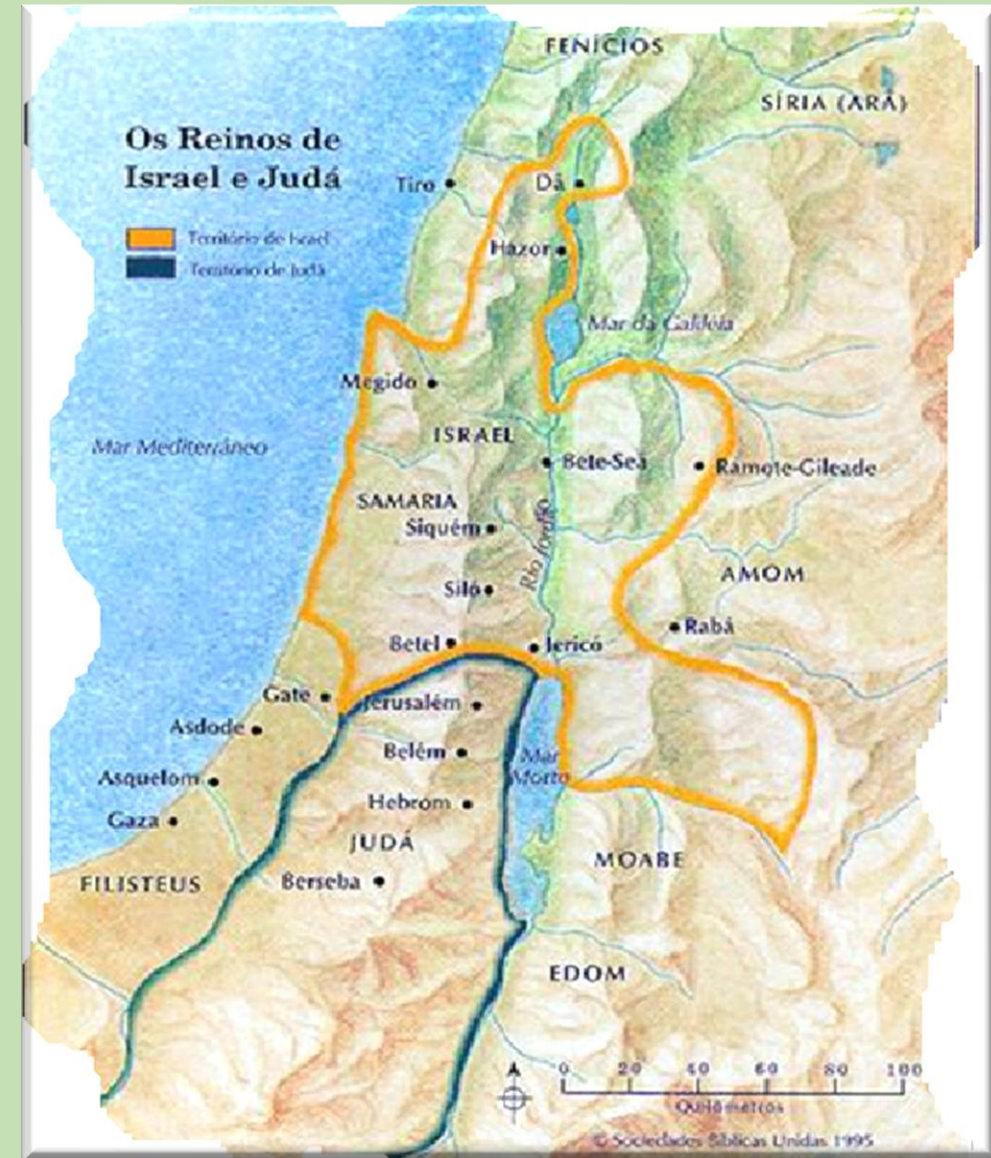 FENÍCIOS
SÍRIA (ARÃ)
Os Reinos de
Israel e Judá
Tiro
Dã
Território de Israel
Território de Judá
Hazor
Mar da Galiléia
Megido
ISRAEL
Mar Mediterrâneo
Bete-Seã
Ramote-Gileade
SAMARIA
Siquém
Rio Jordão
AMOM
Siló
Rabá
Betel
Jericó
Gate
Jerusalém
Asdode
Belém
Mar
Morto
Asquelom
Hebrom
Gaza
JUDÁ
MOABE
FILISTEUS
Berseba
EDOM
0 20 40 60 80 100
Quilômetros
© Sociedades Bíblicas Unidas 1995